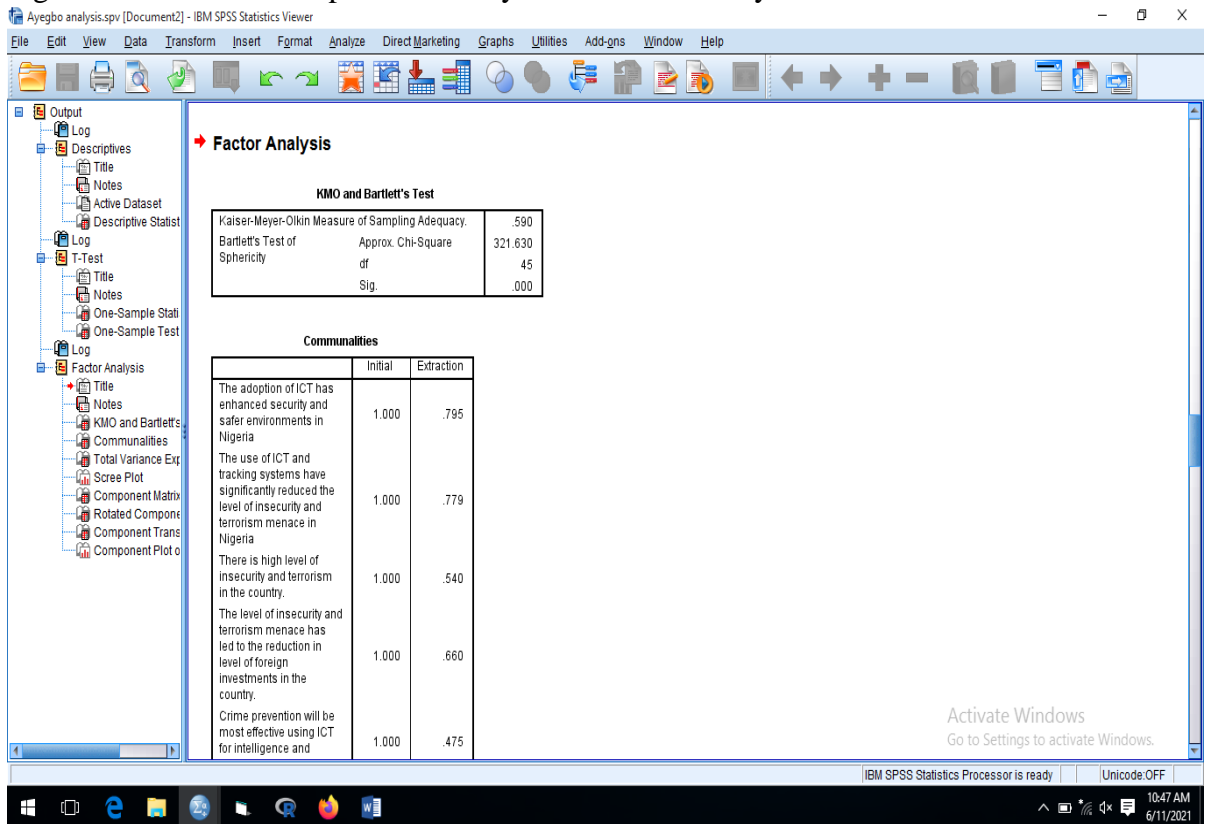 Ayegbo analysis.spv [Document2] - IBM SPSS Statistics Viewer
File Edit View Data Transform Insert Format Analyze Direct Marketing Graphs Utilities Add-ons Window Help
Output
Log
Descriptives
Title
Notes
Active Dataset
Descriptive Statist
Log
T-Test
Title
Notes
One-Sample Stati
One-Sample Test
Log
Factor Analysis
Title
Notes
KMO and Bartlett's
Communalities
Total Variance Exp
Scree Plot
Component Matrix
Rotated Compone
Component Trans
Component Plot o
Factor Analysis
KMO and Bartlett's Test
Kaiser-Meyer-Olkin Measure of Sampling Adequacy. .590
Bartlett's Test of Approx. Chi-Square 321.630
Sphericity
df 45
Sig. .000
Communalities
Initial Extraction
The adoption of ICT has
enhanced security and
safer environments in 1.000 .795
Nigeria
The use of ICT and
tracking systems have
significantly reduced the
level of insecurity and 1.000 .779
terrorism menace in
Nigeria
There is high level of
insecurity and terrorism 1.000 .540
in the country.
The level of insecurity and
terrorism menace has
led to the reduction in
level of foreign 1.000 .660
investments in the
country.
Crime prevention will be
most effective using ICT
for intelligence and 1.000 .475
Activate Windows
Go to Settings to activate Windows.
IBM SPSS Statistics Processor is ready Unicode:OFF
10:47 AM
6/11/2021